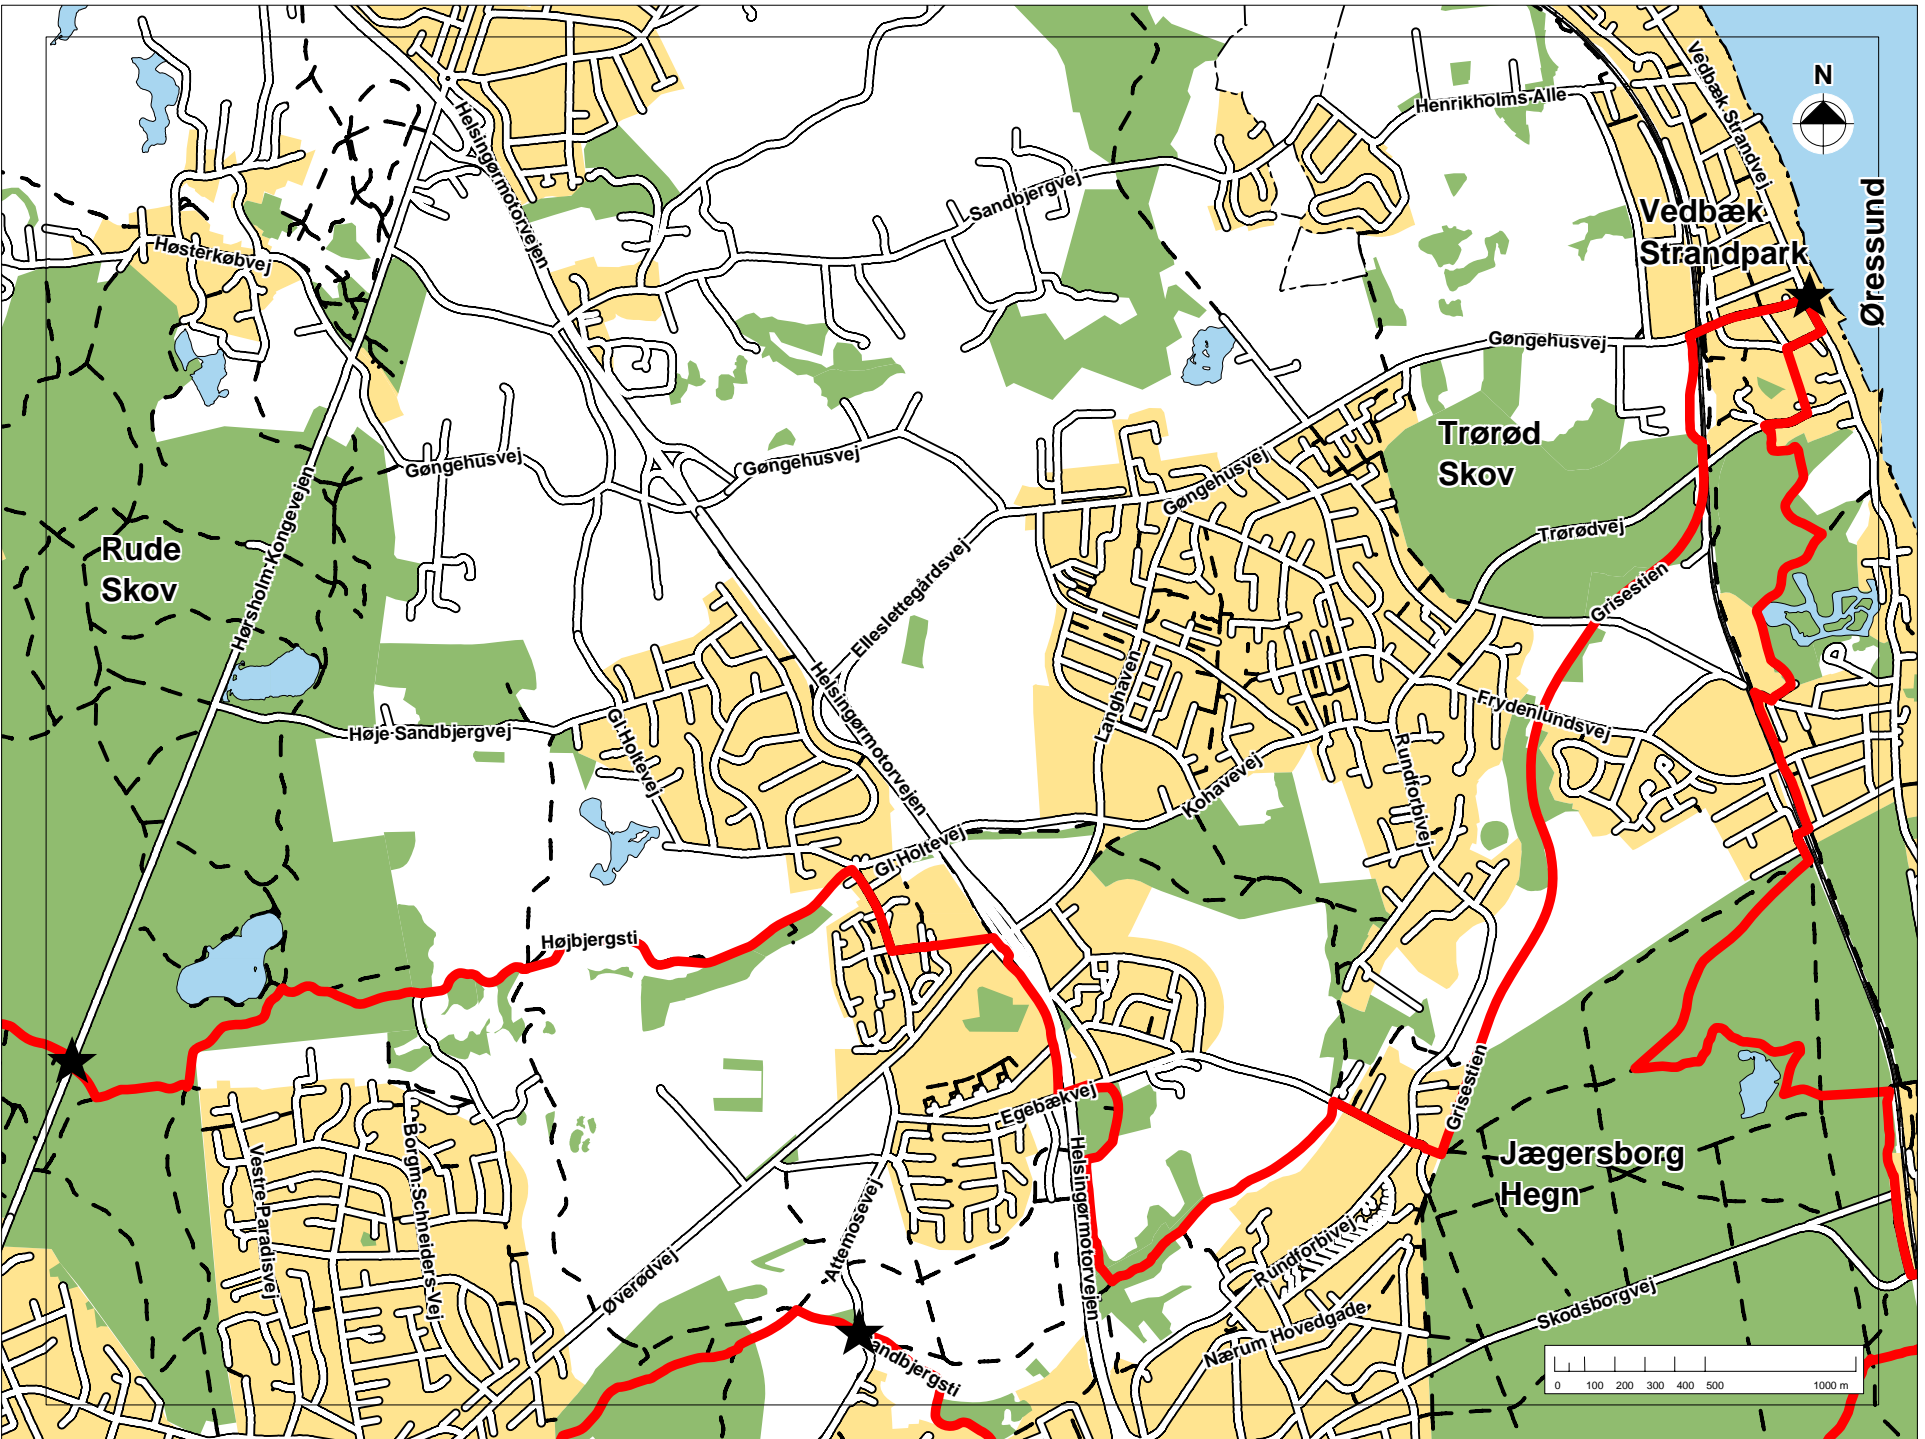 Vedbæk Strandvej
N
Henrikholms Alle
Helsingørmotorvejen
Sandbjergvej
Vedbæk
Strandpark
Øressund
Høsterkøbvej
Gøngehusvej
Trørød
Skov
Gøngehusvej
Gøngehusvej
Gøngehusvej
Hørsholm Kongevejen
Rude
Skov
Trørødvej
Grisestien
Elleslettegårdsvej
Langhaven
Helsingørmotorvejen
Frydenlundsvej
Høje Sandbjergvej
Gl Holtevej
Rundforbivej
Kohavevej
Gl Holtevej
Højbjergsti
Grisestien
Egebækvej
Jægersborg
Hegn
Vestre Paradisvej
Borgm Schneiders Vej
Attemosevej
Helsingørmotorvejen
Øverødvej
Rundforbivej
Skodsborgvej
Nærum Hovedgade
andbjergsti
0 100 200 300 400 500 1000 m